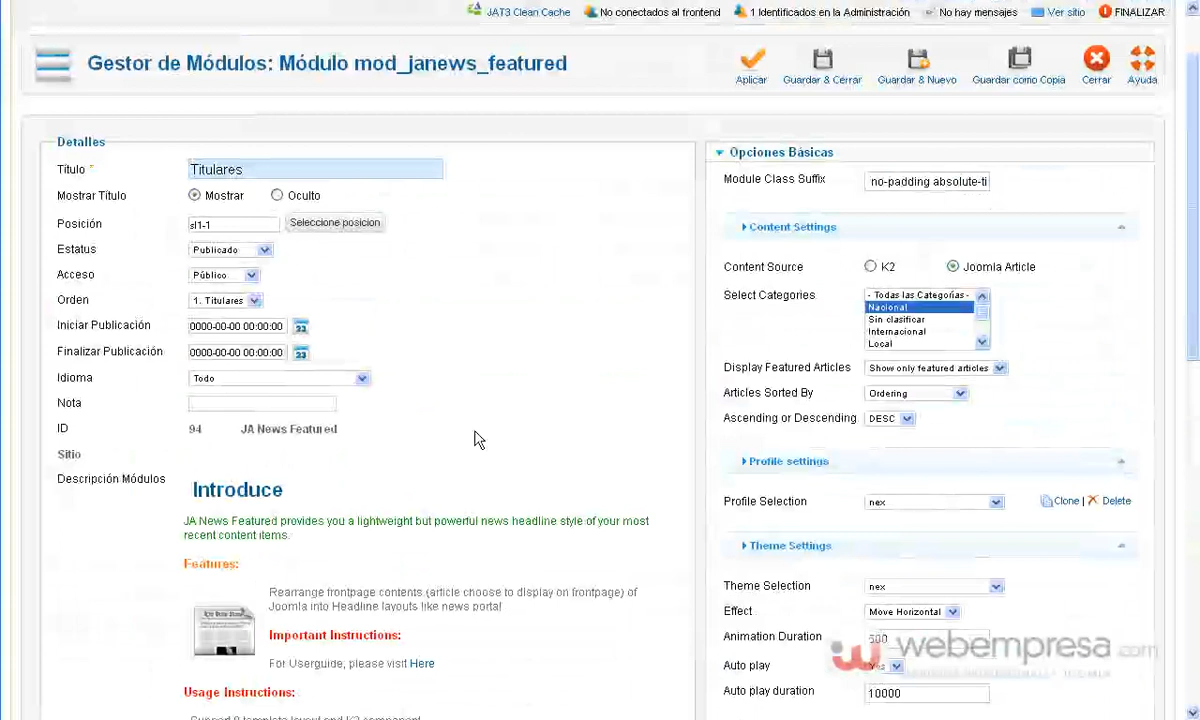 JAT3 Clean Cache No conectados al frontend 1 Identificados en la Administración No hay mensajes Ver sitio FINALIZAR
Gestor de Módulos: Módulo mod_janews_featured
Aplicar Guardar & Cerrar Guardar & Nuevo Guardar como Copia Cerrar Ayuda
Detalles
Título * Titulares
Mostrar Título Mostrar Oculto
Posición sl1-1 Seleccione posicion
Estatus Publicado
Acceso Público
Orden 1. Titulares
Iniciar Publicación 0000-00-00 00:00:00 23
Finalizar Publicación 0000-00-00 00:00:00 23
Idioma Todo
Nota
ID 94 JA News Featured
Sitio
Descripción Módulos
Introduce
JA News Featured provides you a lightweight but powerful news headline style of your most
recent content items.
Features:
Rearrange frontpage contents (article choose to display on frontpage) of
Joomla into Headline layouts like news portal
Important Instructions:
For Userguide, please visit Here
Usage Instructions:
Opciones Básicas
Module Class Suffix no-padding absolute-ti
Content Settings
Content Source K2 Joomla Article
Select Categories - Todas las Categorías -
Nacional
Sin clasificar
Internacional
Local
Display Featured Articles Show only featured articles
Articles Sorted By Ordering
Ascending or Descending DESC
Profile settings
Profile Selection nex Clone | Delete
Theme Settings
Theme Selection nex
Effect Move Horizontal
Animation Duration 500
Auto play Yes
Auto play duration 10000
webempresa.com